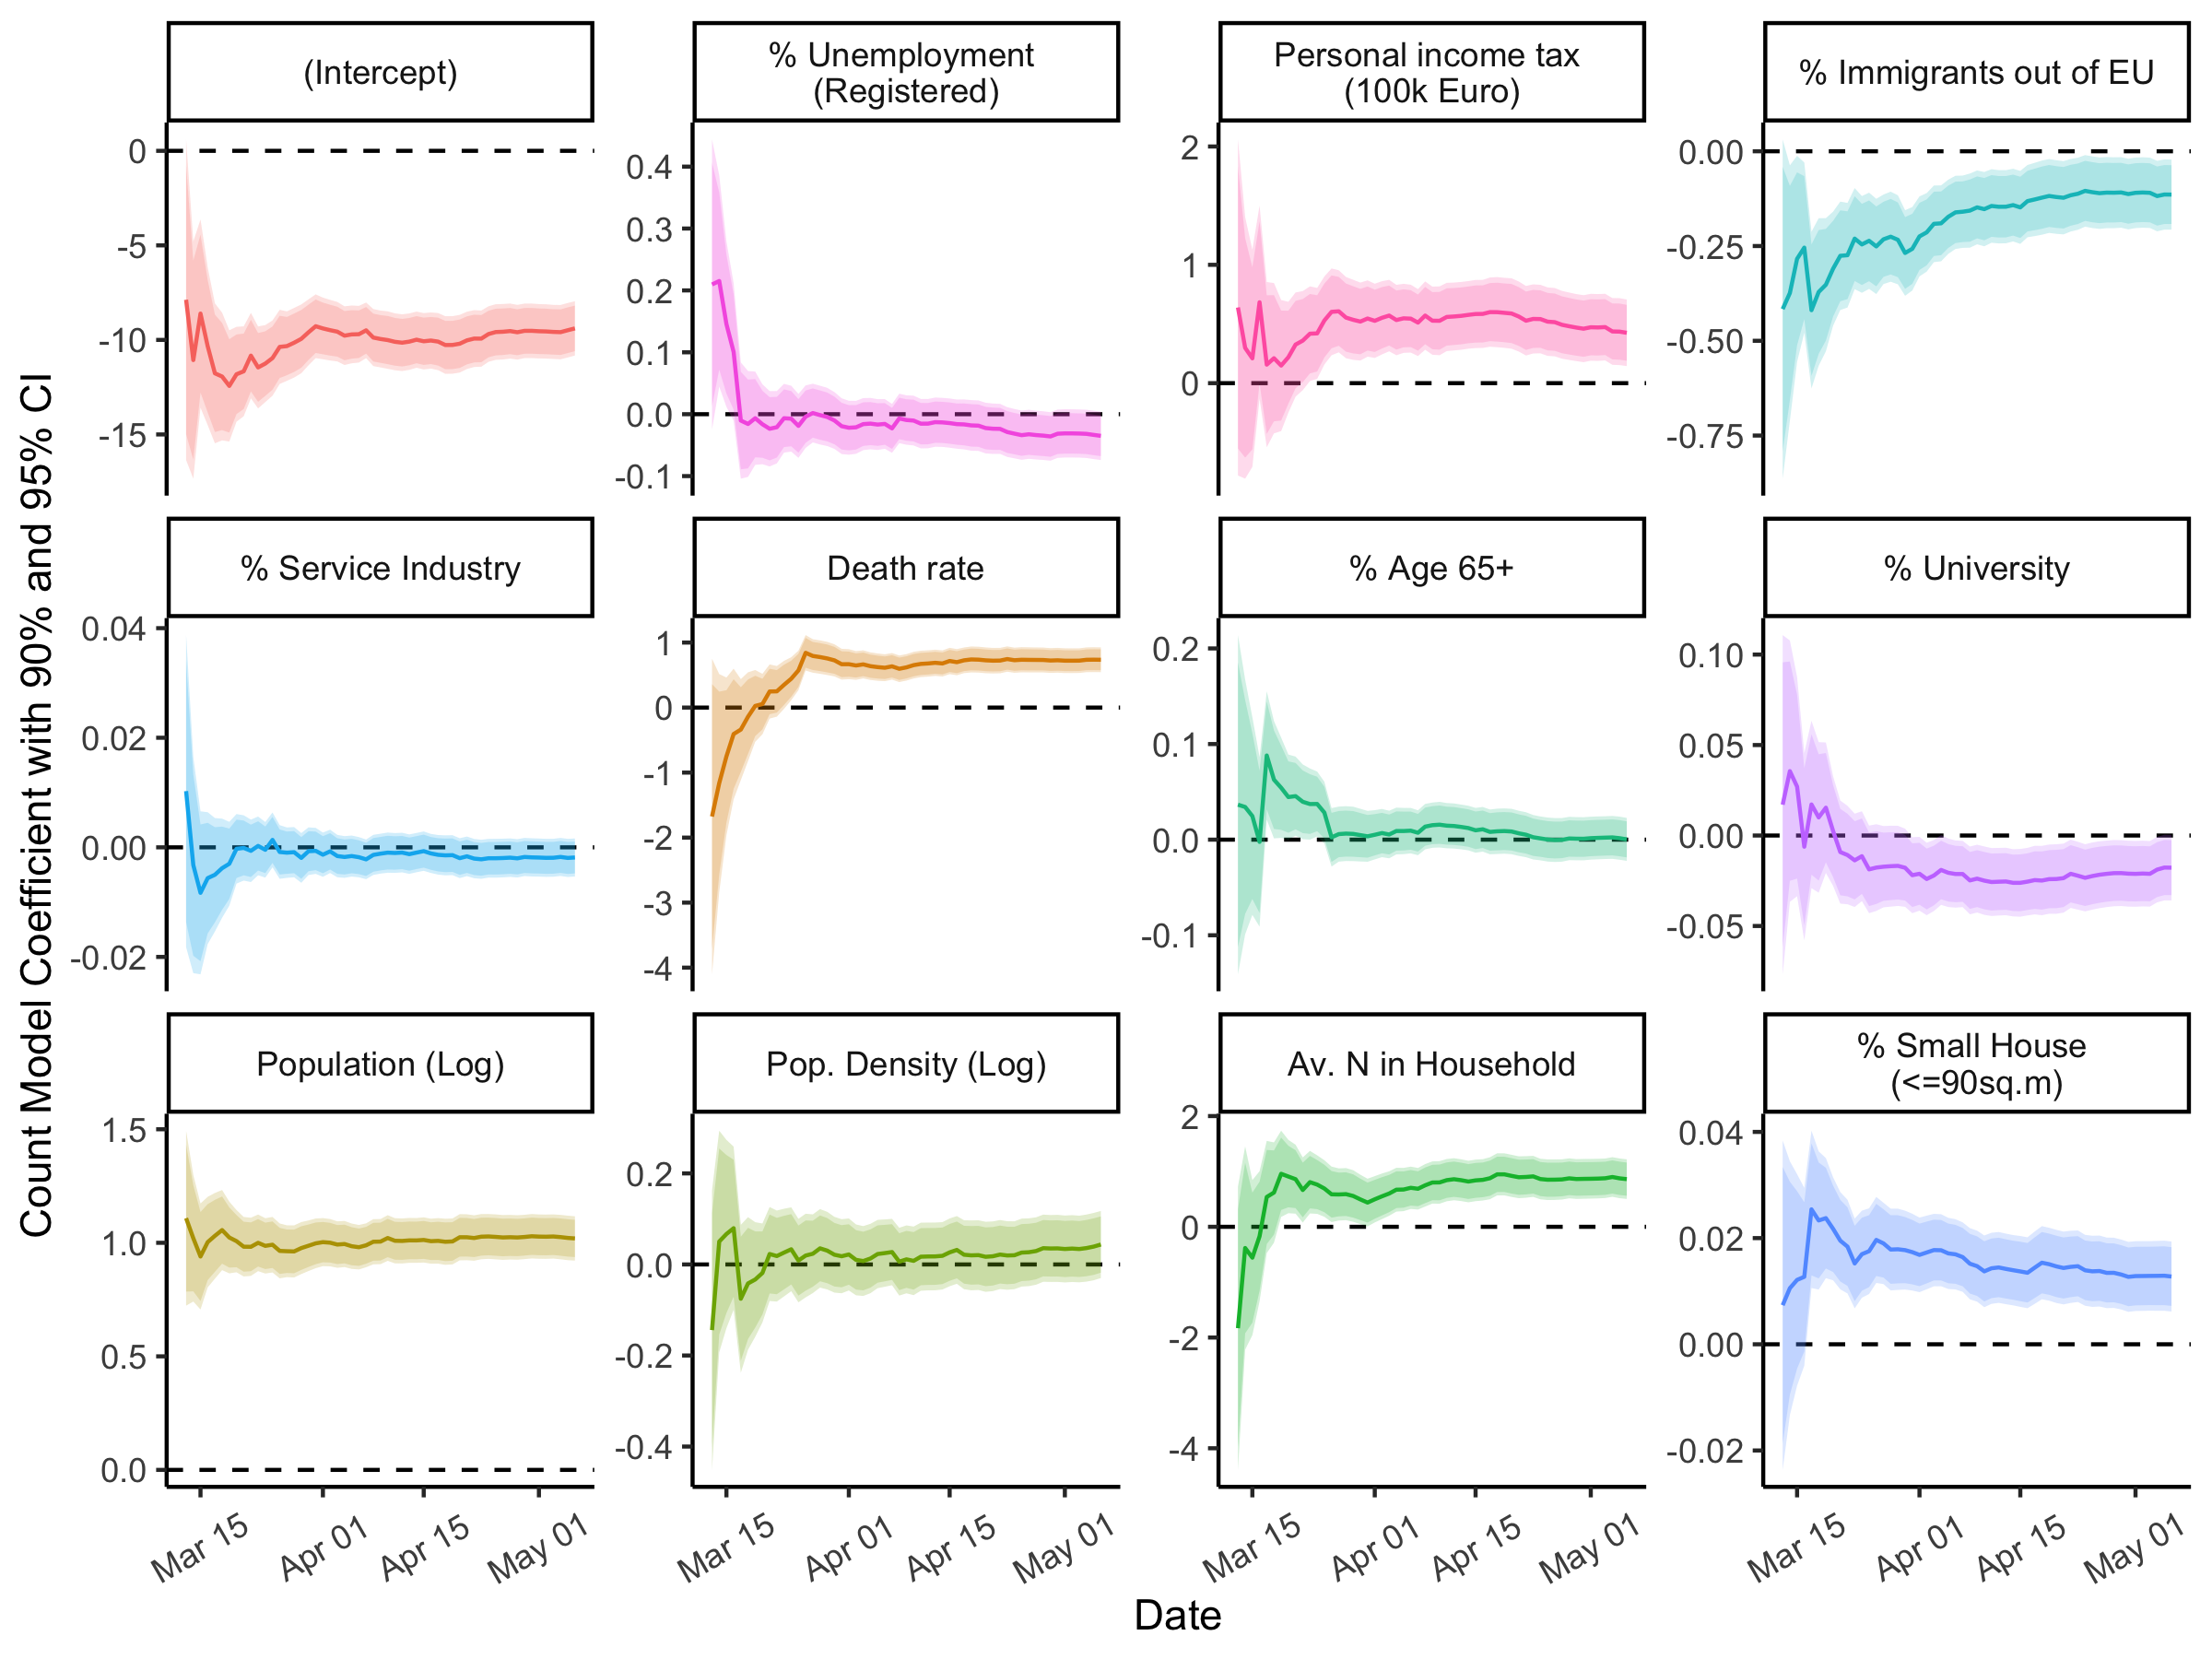 Count Model Coefficient with 90% and 95% CI
(Intercept)
% Unemployment
(Registered)
Personal income tax
(100k Euro)
% Immigrants out of EU
0
-5
-10
-15
0.4
0.3
0.2
0.1
0.0
-0.1
2
1
0
0.00
-0.25
-0.50
-0.75
% Service Industry
Death rate
% Age 65+
% University
0.04
0.02
0.00
-0.02
1
0
-1
-2
-3
-4
0.2
0.1
0.0
-0.1
0.10
0.05
0.00
-0.05
Population (Log)
Pop. Density (Log)
Av. N in Household
% Small House
(<=90sq.m)
1.5
1.0
0.5
0.0
0.2
0.0
-0.2
-0.4
2
0
-2
-4
0.04
0.02
0.00
-0.02
Mar 15
Apr 01
Apr 15
May 01
Mar 15
Apr 01
Apr 15
May 01
Mar 15
Apr 01
Apr 15
May 01
Mar 15
Apr 01
Apr 15
May 01
Date